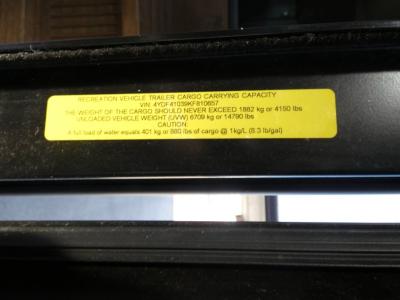 RECREATION VEHICLE TRAILER CARGO CARRYING CAPACITY
VIN: 4YDF41039KF810657
THE WEIGHT OF THE CARGO SHOULD NEVER EXCEED 1882 kg or 4150 lbs
UNLOADED VEHICLE WEIGHT (UVW) 6709 kg or 14790 lbs
CAUTION:
A full load of water equals 401 kg or 880 lbs of cargo @ 1kg/L (8.3 lb/gal)